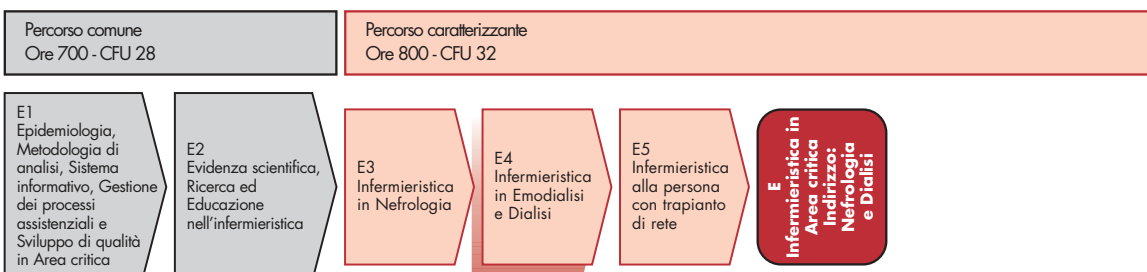 Percorso comune
Ore 700 - CFU 28
Percorso caratterizzante
Ore 800 - CFU 32
E1
Epidemiologia,
Metodologia di
analisi, Sistema
informativo, Gestione
dei processi
assistenziali e
Sviluppo di qualità
in Area critica
E2
Evidenza scientifica,
Ricerca ed
Educazione
nell'infermieristica
E3
Infermieristica
in Nefrologia
E4
Infermieristica
in Emodialisi
e Dialisi
E5
Infermieristica
alla persona
con trapianto
di rete
E
Infermieristica in
Area critica
Indirizzo:
Nefrologia
e Dialisi